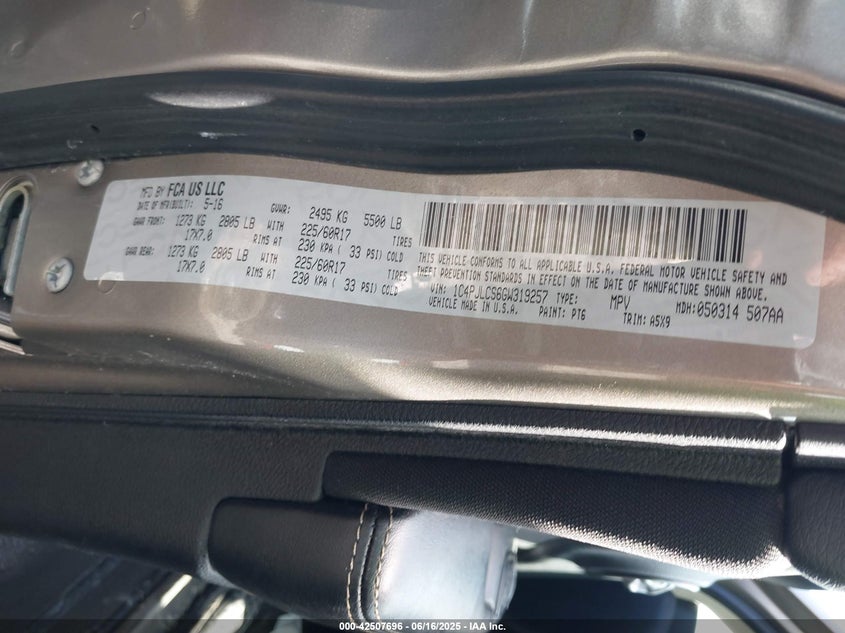 MFD BY FCA US LLC
DATE OF MFD(BUILT): 5-16 GVWR: 2495 KG 5500 LB
GAWR FRONT: 1273 KG 2805 LB WITH 225/60R17 TIRES
17X7.0 RIMS AT 230 KPA ( 33 PSI) COLD
GAWR REAR: 1273 KG 2805 LB WITH 225/60R17 TIRES
17X7.0 RIMS AT 230 KPA ( 33 PSI) COLD
THIS VEHICLE CONFORMS TO ALL APPLICABLE U.S.A. FEDERAL MOTOR VEHICLE SAFETY AND
THEFT PREVENTION STANDARDS IN EFFECT ON THE DATE OF MANUFACTURE SHOWN ABOVE.
VIN: 1C4PJLCS6GW319257 TYPE: MPV MDH:050314 507AA
VEHICLE MADE IN U.S.A. PAINT: PT6 TRIM: A5X9
000-42507696 - 06/16/2025 - IAA, Inc.